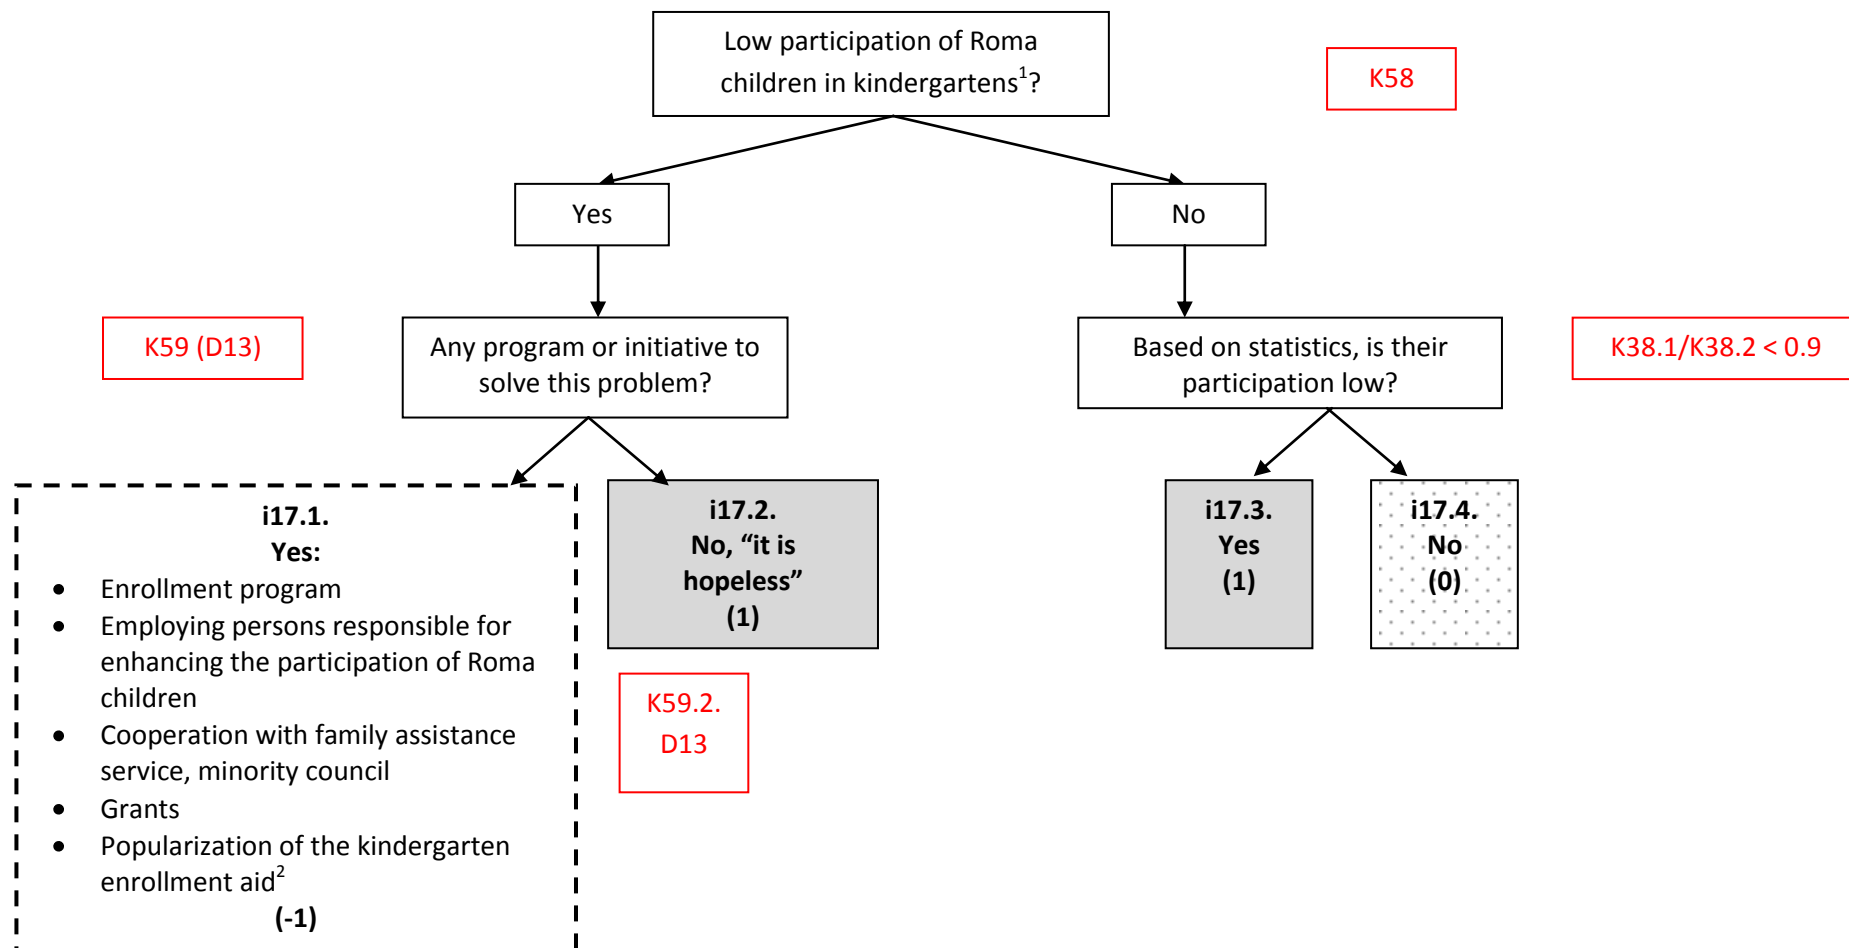 Low participation of Roma
children in kindergartens¹?
K58
Yes
No
K59 (D13)
Any program or initiative to
solve this problem?
Based on statistics, is their
participation low?
K38.1/K38.2 < 0.9
i17.1.
Yes:
• Enrollment program
• Employing persons responsible for
enhancing the participation of Roma
children
• Cooperation with family assistance
service, minority council
• Grants
• Popularization of the kindergarten
enrollment aid²
(-1)
i17.2.
No, “it is
hopeless”
(1)
K59.2.
D13
i17.3.
Yes
(1)
i17.4.
No
(0)